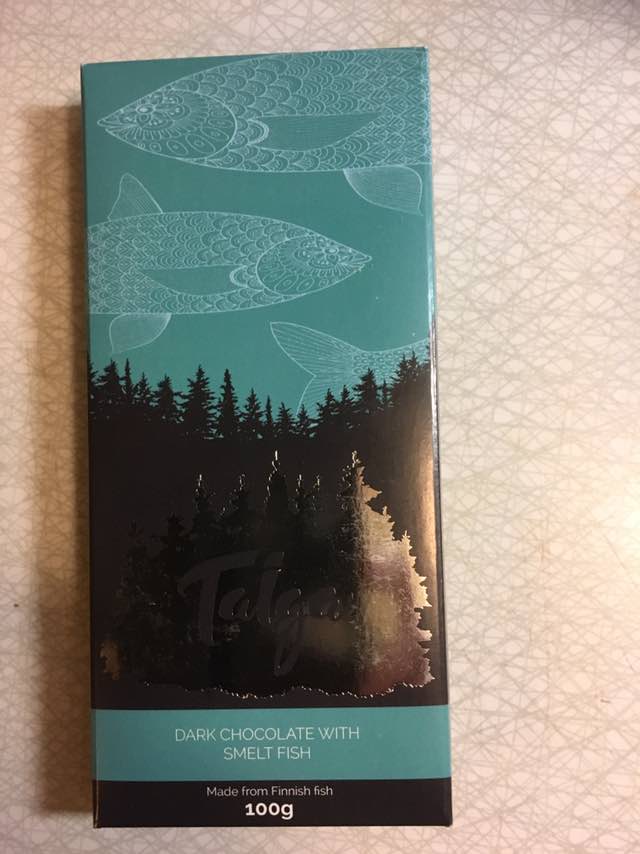 Taiga
DARK CHOCOLATE WITH
SMELT FISH
Made from Finnish fish
100g